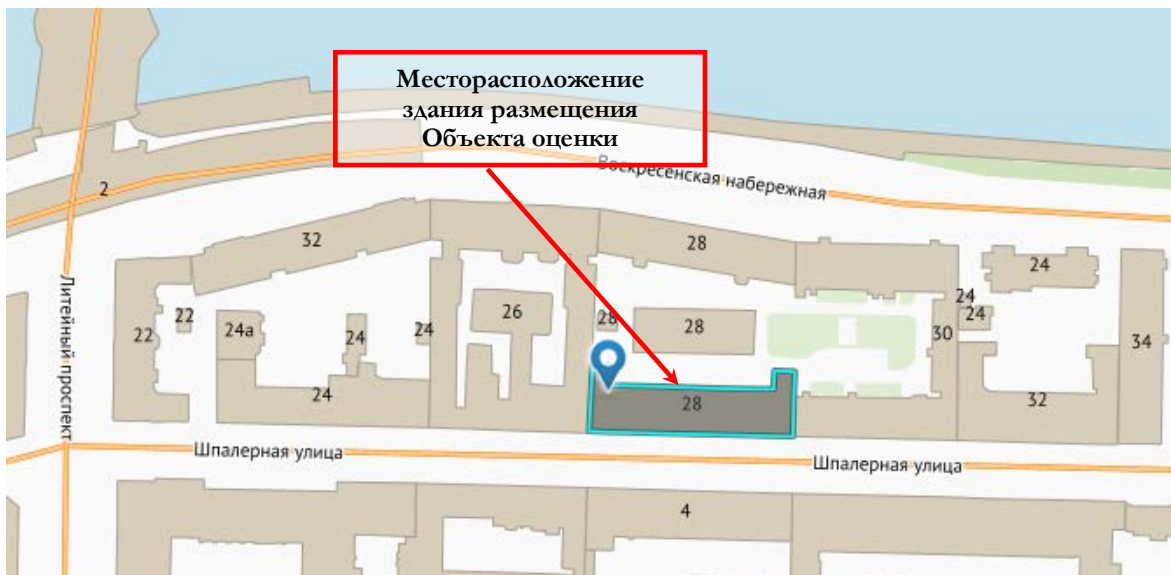 Месторасположение
здания размещения
Объекта оценки
Воскресенская набережная
2
32
28
24
24
22
24а
24
24
26
28
28
24
30
34
22
24
28
32
Литейный проспект
Шпалерная улица
Шпалерная улица
4